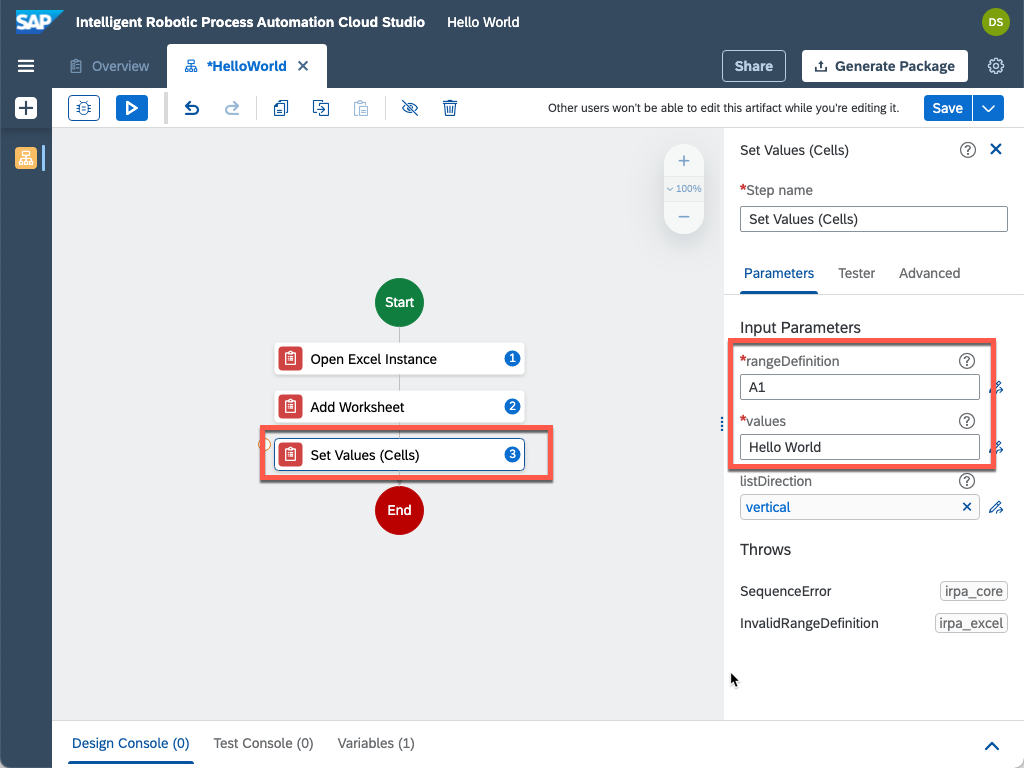 SAP Intelligent Robotic Process Automation Cloud Studio Hello World DS
Overview *HelloWorld Share Generate Package
Other users won't be able to edit this artifact while you're editing it. Save
Set Values (Cells) ?
100%
*Step name
Set Values (Cells)
Parameters Tester Advanced
Start
Open Excel Instance 1
Add Worksheet 2
Set Values (Cells) 3
End
Input Parameters
*rangeDefinition ?
A1
*values ?
Hello World
listDirection ?
vertical
Throws
SequenceError irpa_core
InvalidRangeDefinition irpa_excel
Design Console (0) Test Console (0) Variables (1)